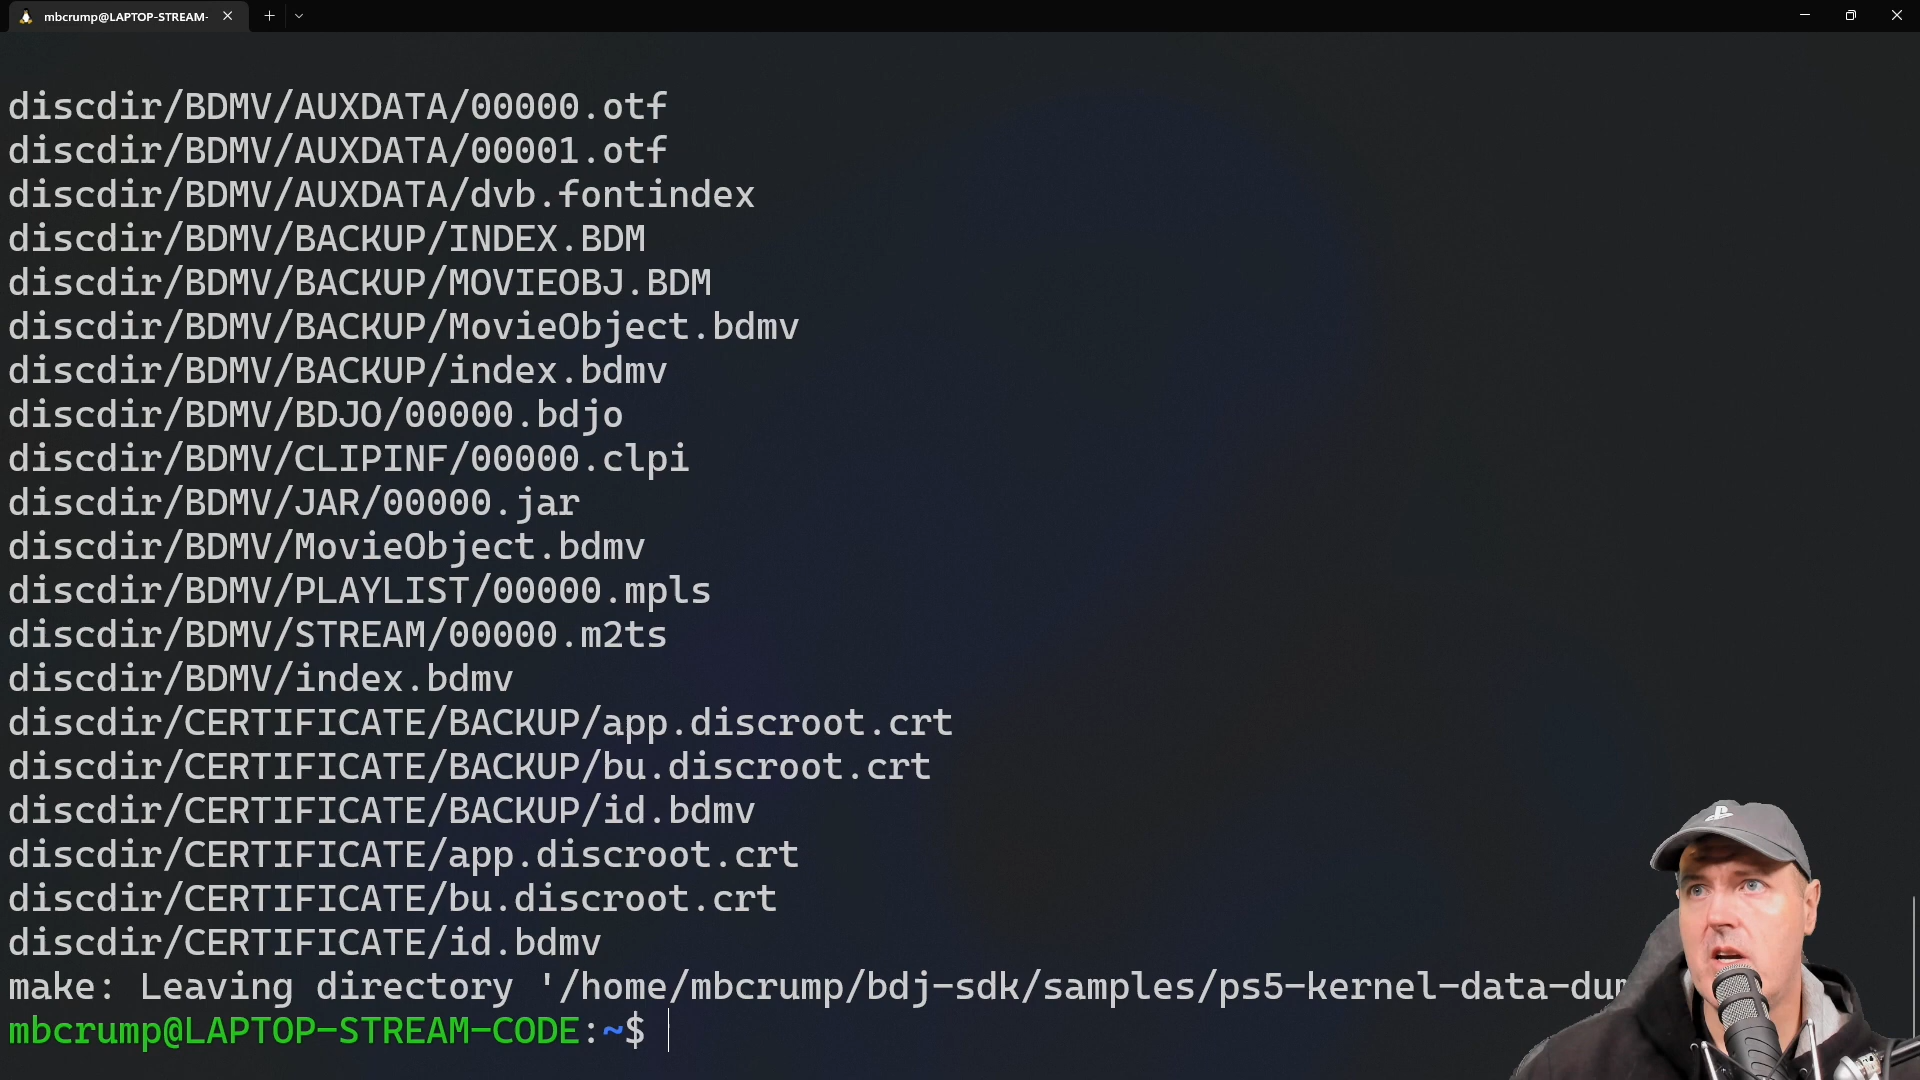 mbcrump@LAPTOP-STREAM-
discdir/BDMV/AUXDATA/00000.otf
discdir/BDMV/AUXDATA/00001.otf
discdir/BDMV/AUXDATA/dvb.fontindex
discdir/BDMV/BACKUP/INDEX.BDM
discdir/BDMV/BACKUP/MOVIEOBJ.BDM
discdir/BDMV/BACKUP/MovieObject.bdmv
discdir/BDMV/BACKUP/index.bdmv
discdir/BDMV/BDJO/00000.bdjo
discdir/BDMV/CLIPINF/00000.clpi
discdir/BDMV/JAR/00000.jar
discdir/BDMV/MovieObject.bdmv
discdir/BDMV/PLAYLIST/00000.mpls
discdir/BDMV/STREAM/00000.m2ts
discdir/BDMV/index.bdmv
discdir/CERTIFICATE/BACKUP/app.discroot.crt
discdir/CERTIFICATE/BACKUP/bu.discroot.crt
discdir/CERTIFICATE/BACKUP/id.bdmv
discdir/CERTIFICATE/app.discroot.crt
discdir/CERTIFICATE/bu.discroot.crt
discdir/CERTIFICATE/id.bdmv
make: Leaving directory '/home/mbcrump/bdj-sdk/samples/ps5-kernel-data-du
mbcrump@LAPTOP-STREAM-CODE:~$